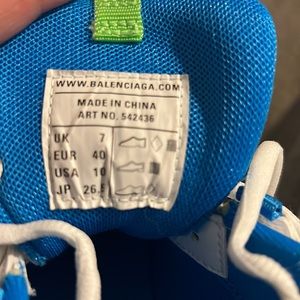 WWW.BALENCIAGA.COM
MADE IN CHINA
ART NO. 542436
UK 7
EUR 40
USA 10
JP 26.5